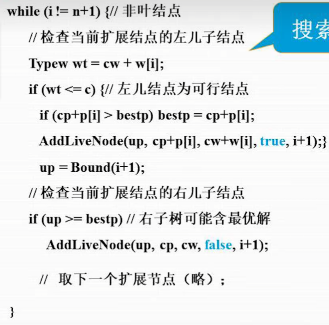 while (i != n+1) {// 非叶结点
// 检查当前扩展结点的左儿子结点
Typew wt = cw + w[i];
if (wt <= c) {// 左儿结点为可行结点
if (cp+p[i] > bestp) bestp = cp+p[i];
AddLiveNode(up, cp+p[i], cw+w[i], true, i+1);}
up = Bound(i+1);
// 检查当前扩展结点的右儿子结点
if (up >= bestp) // 右子树可能含最优解
AddLiveNode(up, cp, cw, false, i+1);
// 取下一个扩展节点（略）；
}
搜索